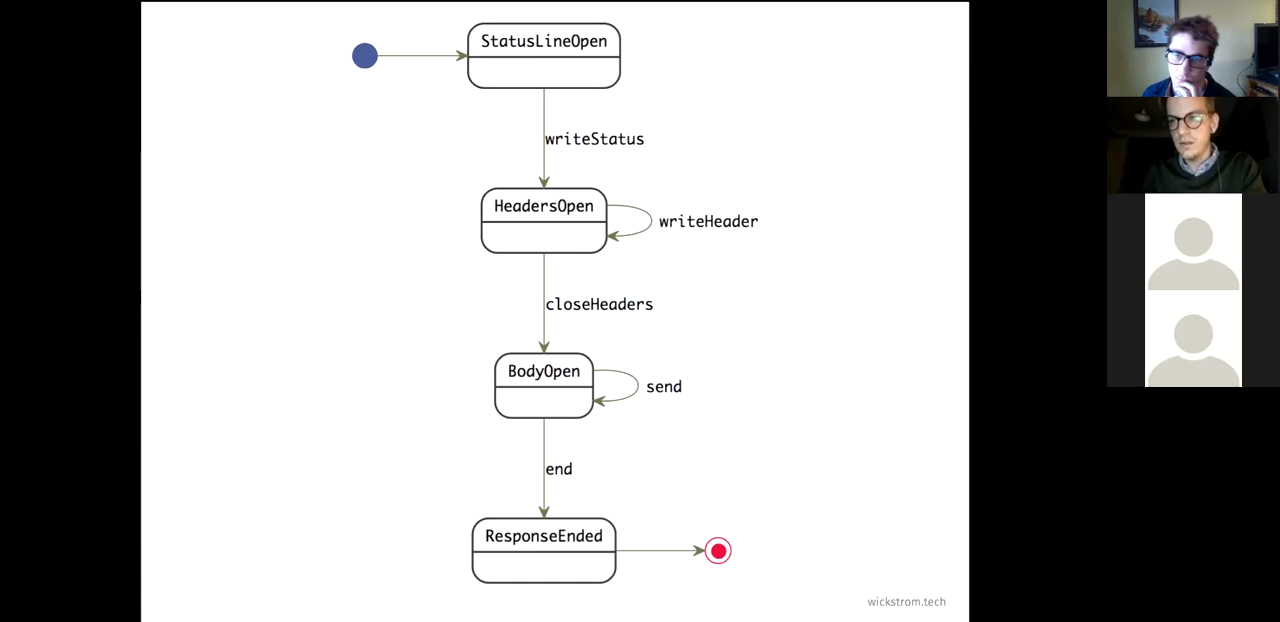 StatusLineOpen
writeStatus
HeadersOpen
writeHeader
closeHeaders
BodyOpen
send
end
ResponseEnded
wickstrom.tech